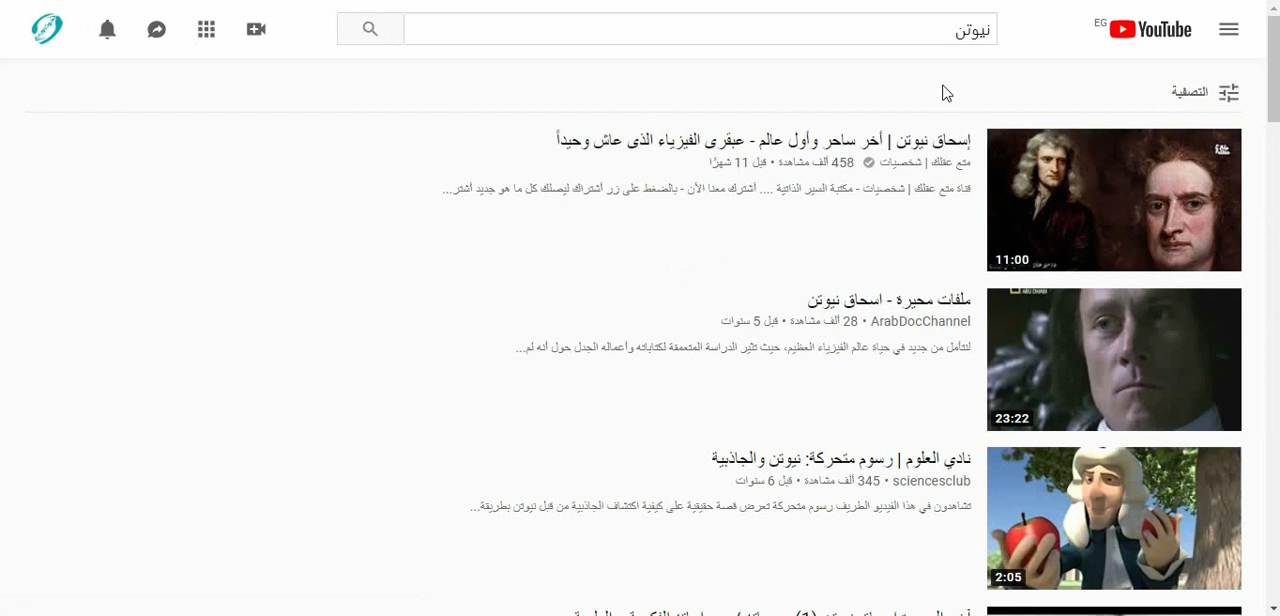 EG YouTube
نيوتن
التصفية
إسحاق نيوتن | أخر ساحر وأول عالم - عبقرى الفيزياء الذى عاش وحيداً
متع عقلك | شخصيات • 458 ألف مشاهدة • قبل 11 شهرًا
قناة متع عقلك | شخصيات - مكتبة السير الذاتية .... أشترك معنا الأن - بالضغط على زر أشتراك ليصلك كل ما هو جديد أشتر...
11:00
ملفات محيرة - اسحاق نيوتن
ArabDocChannel • 28 ألف مشاهدة • قبل 5 سنوات
لنتأمل من جديد في حياة عالم الفيزياء العظيم، حيث تثير الدراسة المتعمقة لكتاباته وأعماله الجدل حول أنه لم...
ABU DHABI
23:22
نادي العلوم | رسوم متحركة: نيوتن والجاذبية
sciencesclub • 345 ألف مشاهدة • قبل 6 سنوات
تشاهدون في هذا الفيديو الطريف رسوم متحركة تعرض قصة حقيقية على كيفية اكتشاف الجاذبية من قبل نيوتن بطريقة...
2:05